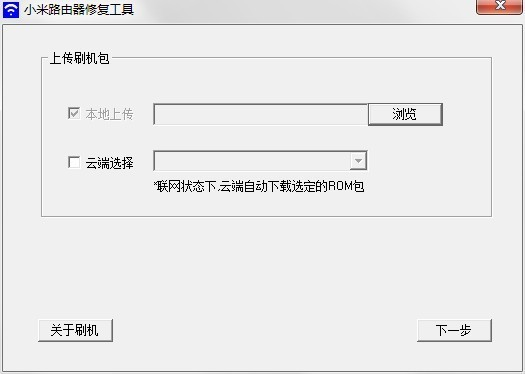 小米路由器修复工具
上传刷机包
本地上传
浏览
云端选择
*联网状态下,云端自动下载选定的ROM包
关于刷机
下一步